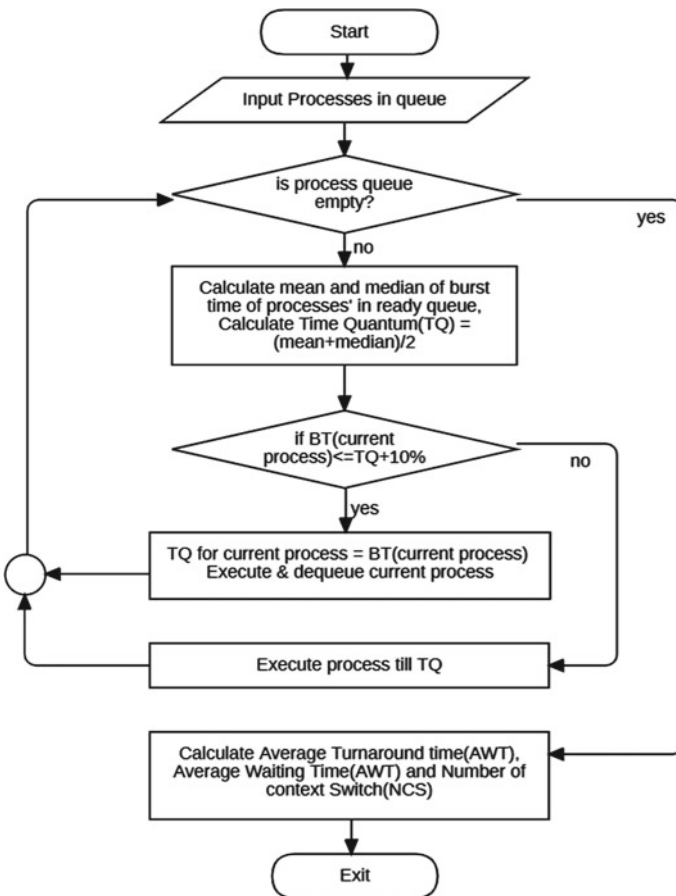 Start
Input Processes in queue
is process queue
empty?
yes
no
Calculate mean and median of burst
time of processes' in ready queue,
Calculate Time Quantum(TQ) =
(mean+median)/2
if BT(current
process)<=TQ+10%
no
yes
TQ for current process = BT(current process)
Execute & dequeue current process
Execute process till TQ
Calculate Average Turnaround time(AWT),
Average Waiting Time(AWT) and Number of
context Switch(NCS)
Exit